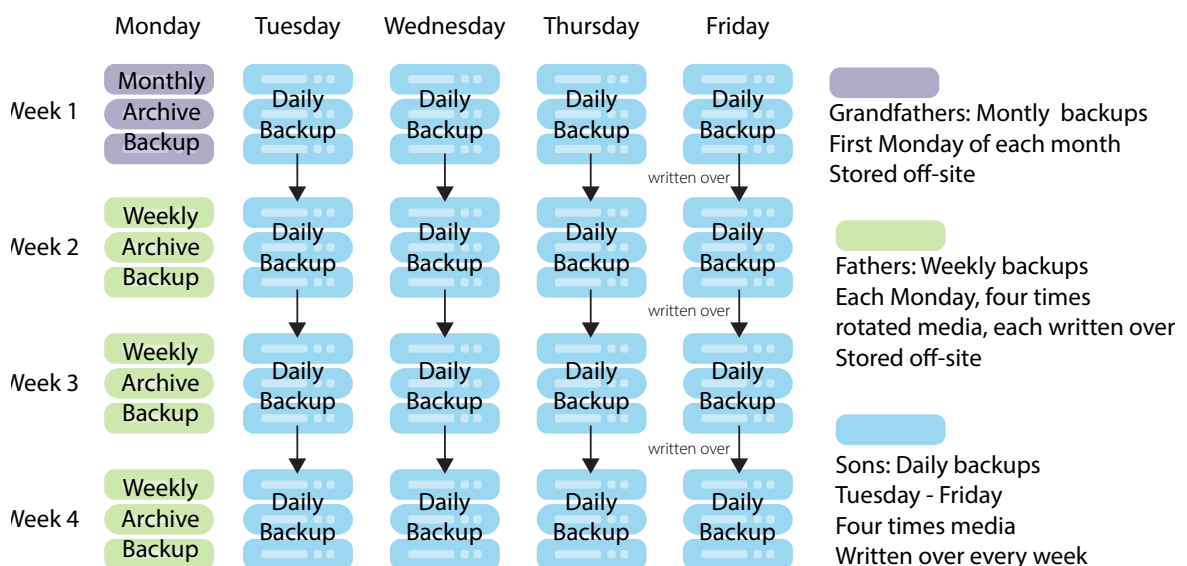 Monday Tuesday Wednesday Thursday Friday
Week 1
Monthly
Archive
Backup
Daily
Backup
Daily
Backup
Daily
Backup
Daily
Backup
written over
Week 2
Weekly
Archive
Backup
Daily
Backup
Daily
Backup
Daily
Backup
Daily
Backup
written over
Week 3
Weekly
Archive
Backup
Daily
Backup
Daily
Backup
Daily
Backup
Daily
Backup
written over
Week 4
Weekly
Archive
Backup
Daily
Backup
Daily
Backup
Daily
Backup
Daily
Backup
Grandfathers: Montly backups
First Monday of each month
Stored off-site
Fathers: Weekly backups
Each Monday, four times
rotated media, each written over
Stored off-site
Sons: Daily backups
Tuesday - Friday
Four times media
Written over every week